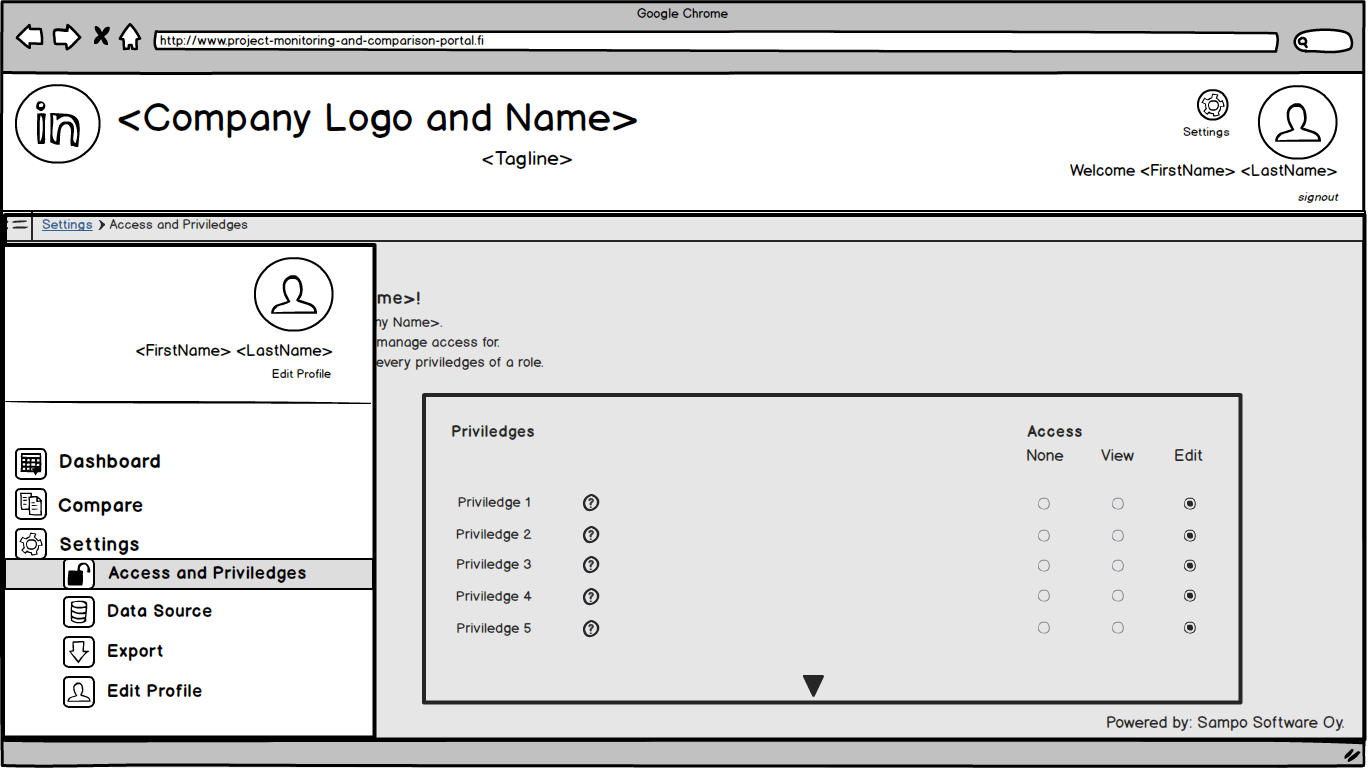 Google Chrome
http://www.project-monitoring-and-comparison-portal.fi
in
<Company Logo and Name>
<Tagline>
Settings
Welcome <FirstName> <LastName>
signout
Settings > Access and Priviledges
<FirstName> <LastName>
Edit Profile
Dashboard
Compare
Settings
Access and Priviledges
Data Source
Export
Edit Profile
me>!
ny Name>.
manage access for.
every priviledges of a role.
Priviledges Access
None View Edit
Priviledge 1 ?
Priviledge 2 ?
Priviledge 3 ?
Priviledge 4 ?
Priviledge 5 ?
Powered by: Sampo Software Oy.